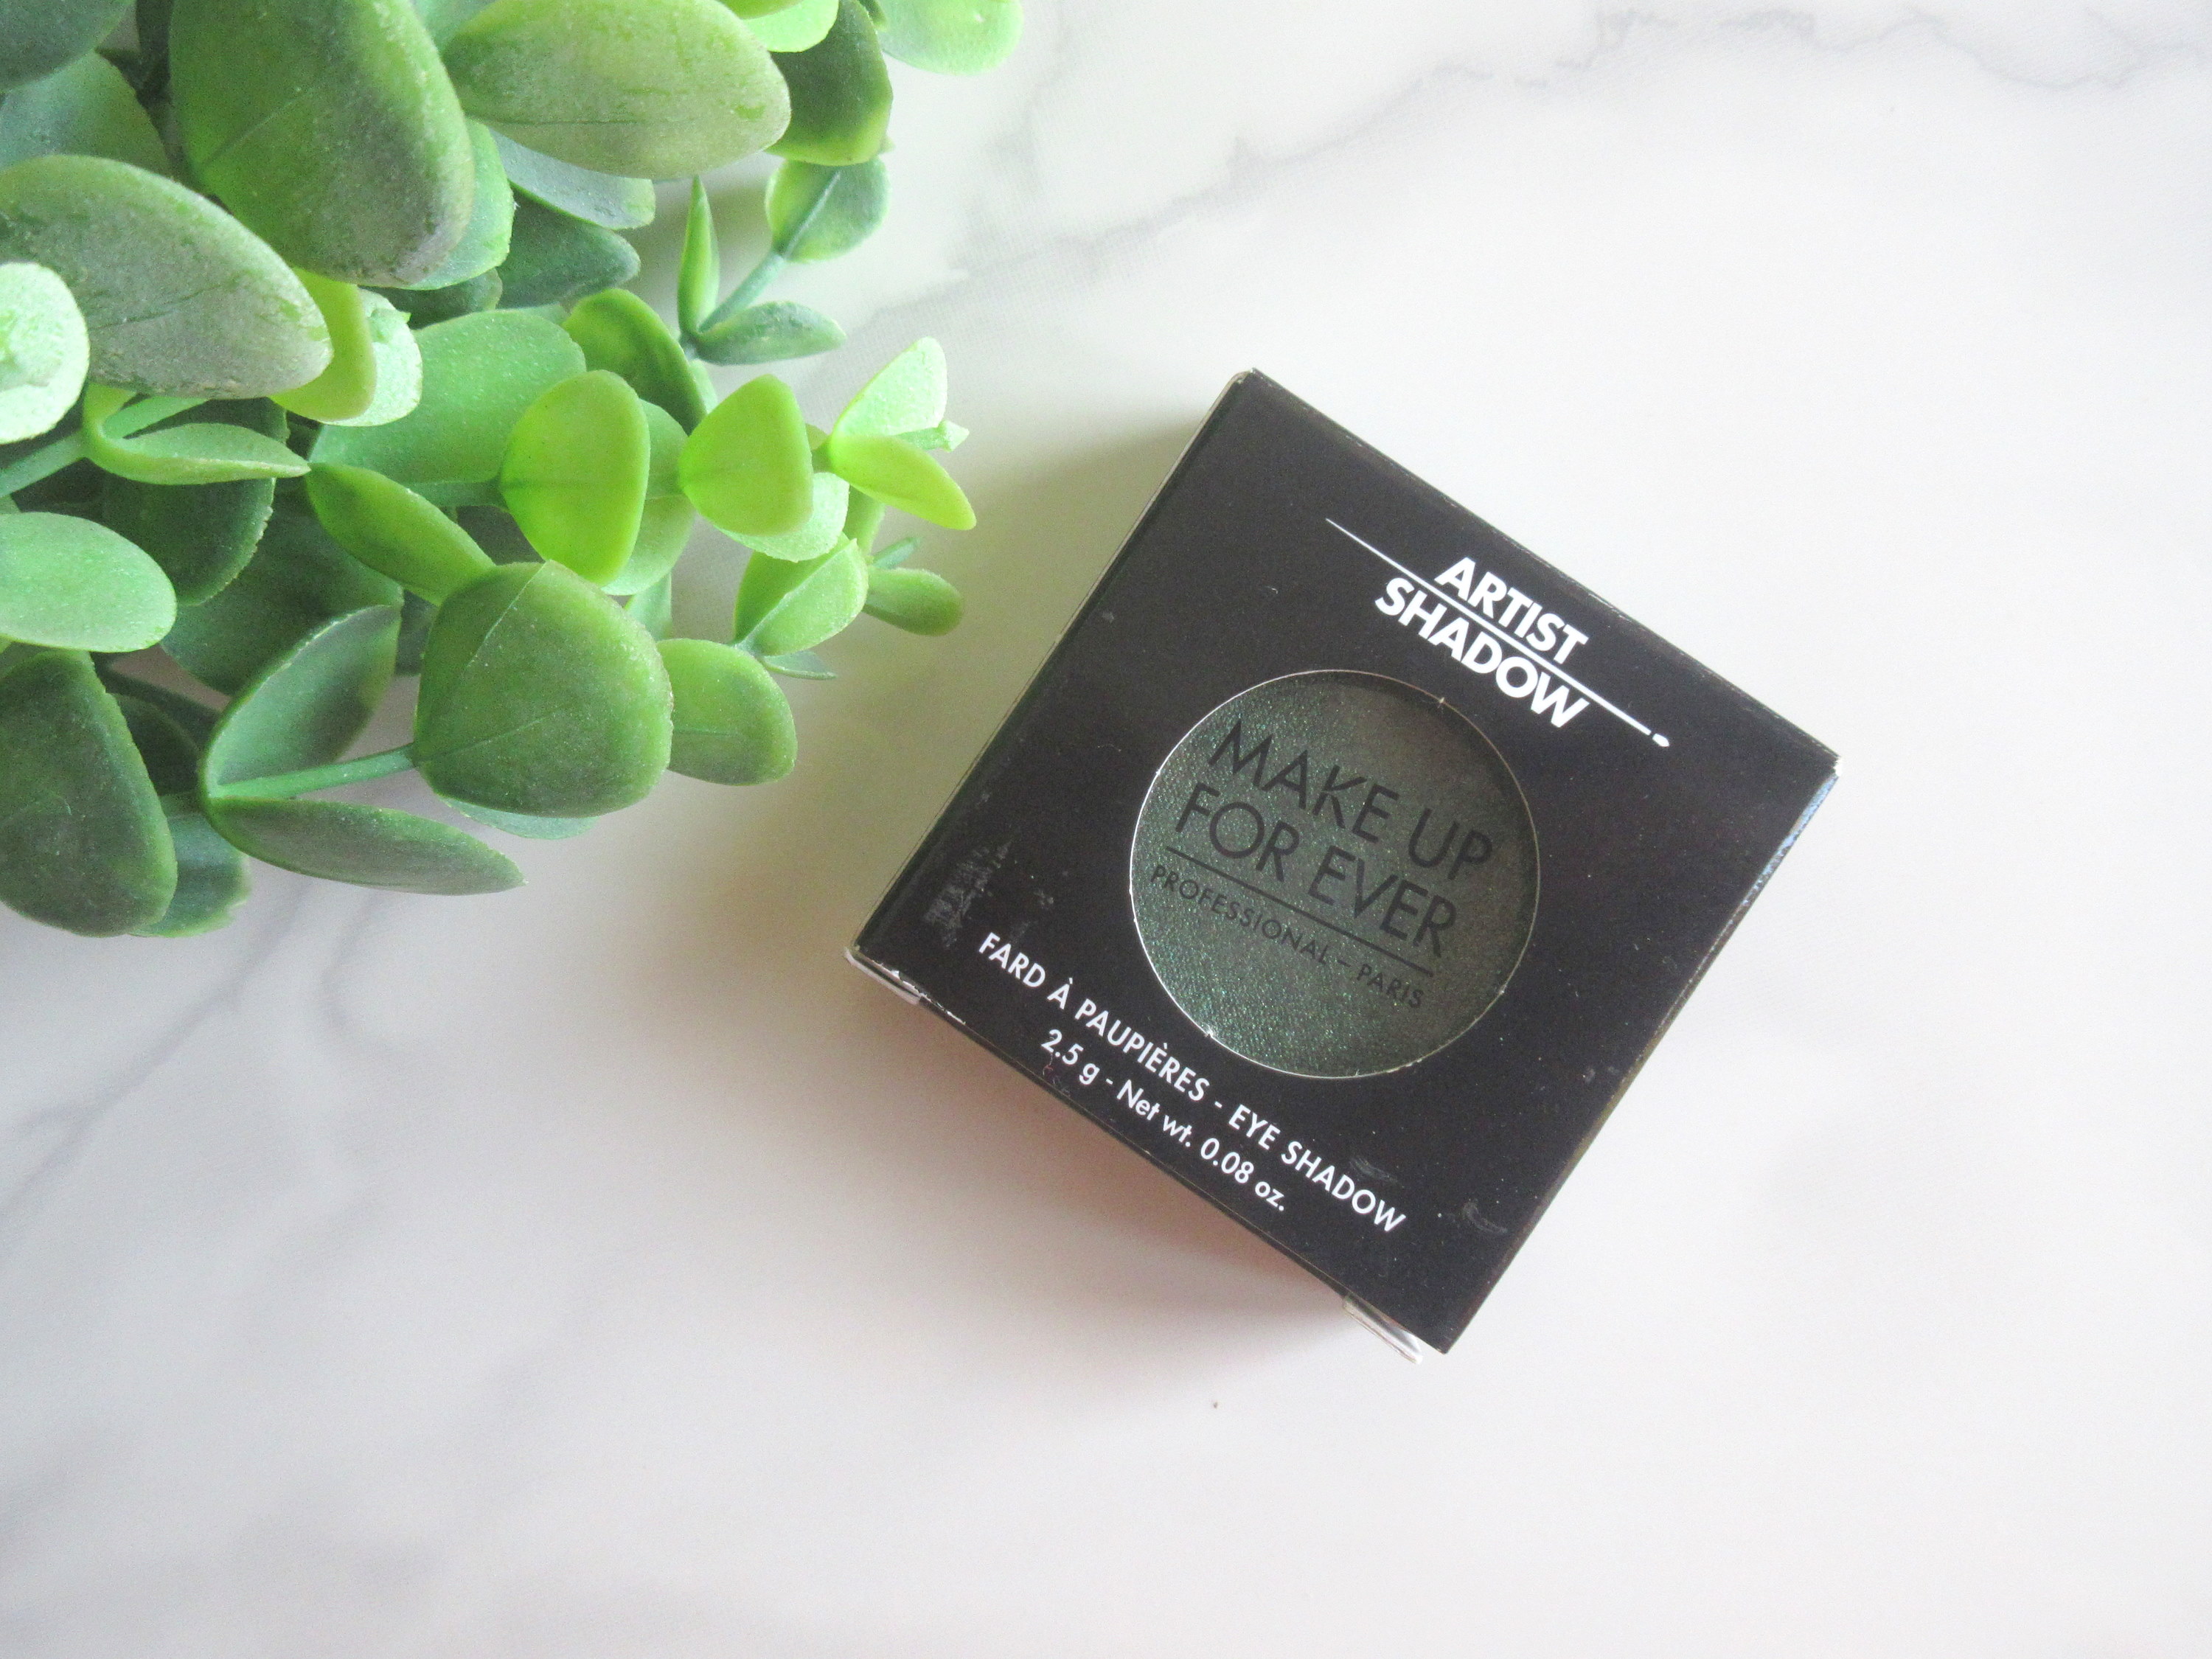 ARTIST
SHADOW
MAKE UP
FOR EVER
PROFESSIONAL – PARIS
FARD À PAUPIÈRES - EYE SHADOW
2.5 g - Net wt. 0.08 oz.